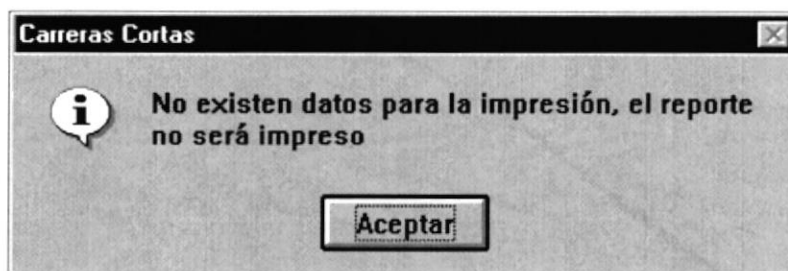 Carreras Cortas
No existen datos para la impresión, el reporte
no será impreso
Aceptar